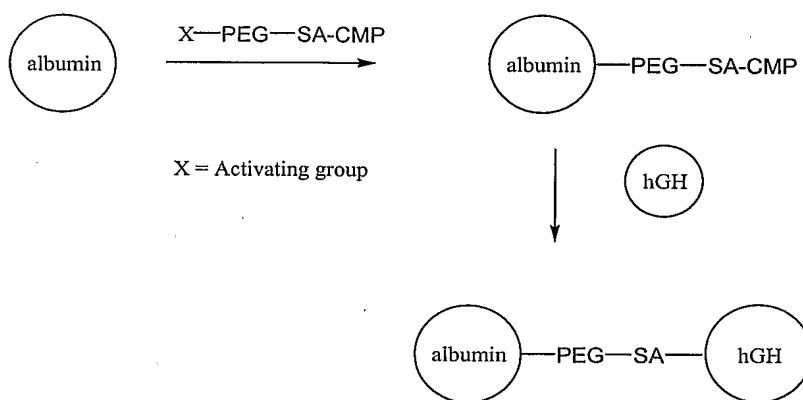 X—PEG—SA-CMP
albumin
albumin—PEG—SA-CMP
X = Activating group
hGH
albumin—PEG—SA—hGH